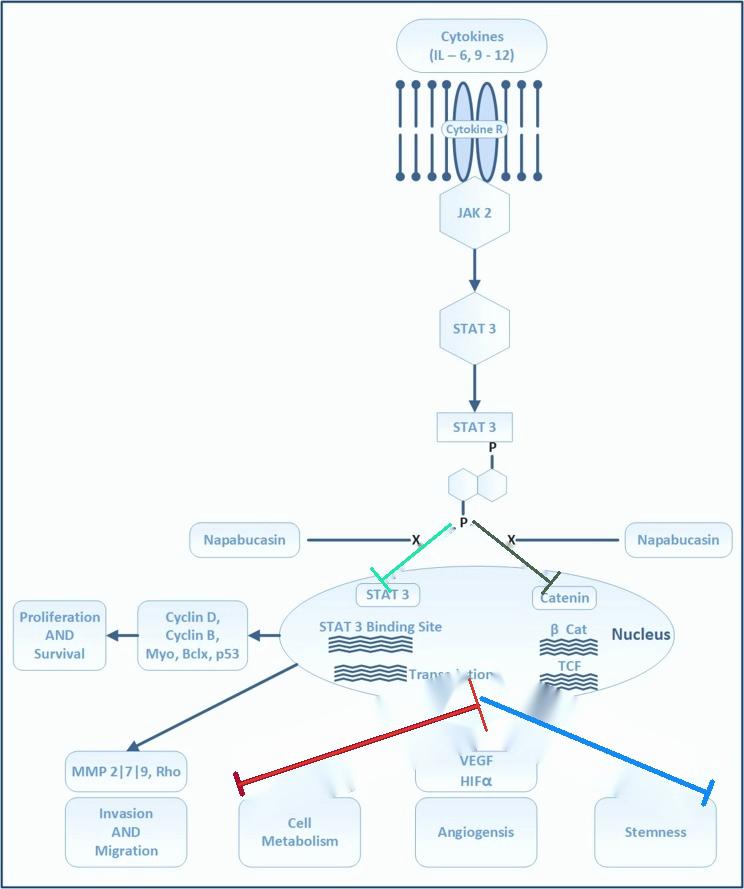 Cytokines
(IL – 6, 9 - 12)
Cytokine R
JAK 2
STAT 3
STAT 3
P
P
Napabucasin
X
X
Napabucasin
STAT 3
Catenin
STAT 3 Binding Site
β Cat
Nucleus
TCF
Proliferation
AND
Survival
Cyclin D,
Cyclin B,
Myo, Bclx, p53
MMP 2|7|9, Rho
VEGF
HIFα
Invasion
AND
Migration
Cell
Metabolism
Angiogensis
Stemness